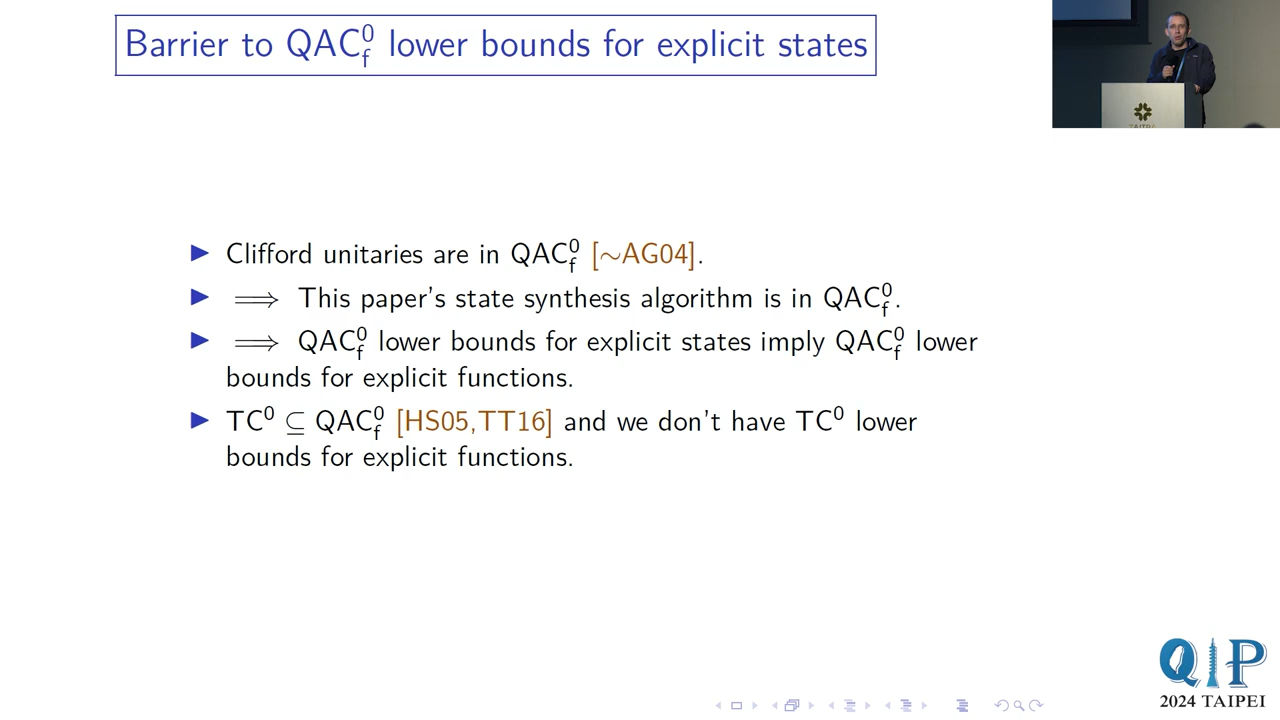 Barrier to QAC⁰_f lower bounds for explicit states
▶ Clifford unitaries are in QAC⁰_f [∼AG04].
▶ ⟹ This paper's state synthesis algorithm is in QAC⁰_f.
▶ ⟹ QAC⁰_f lower bounds for explicit states imply QAC⁰_f lower
bounds for explicit functions.
▶ TC⁰ ⊆ QAC⁰_f [HS05,TT16] and we don't have TC⁰ lower
bounds for explicit functions.
QIP
2024 TAIPEI